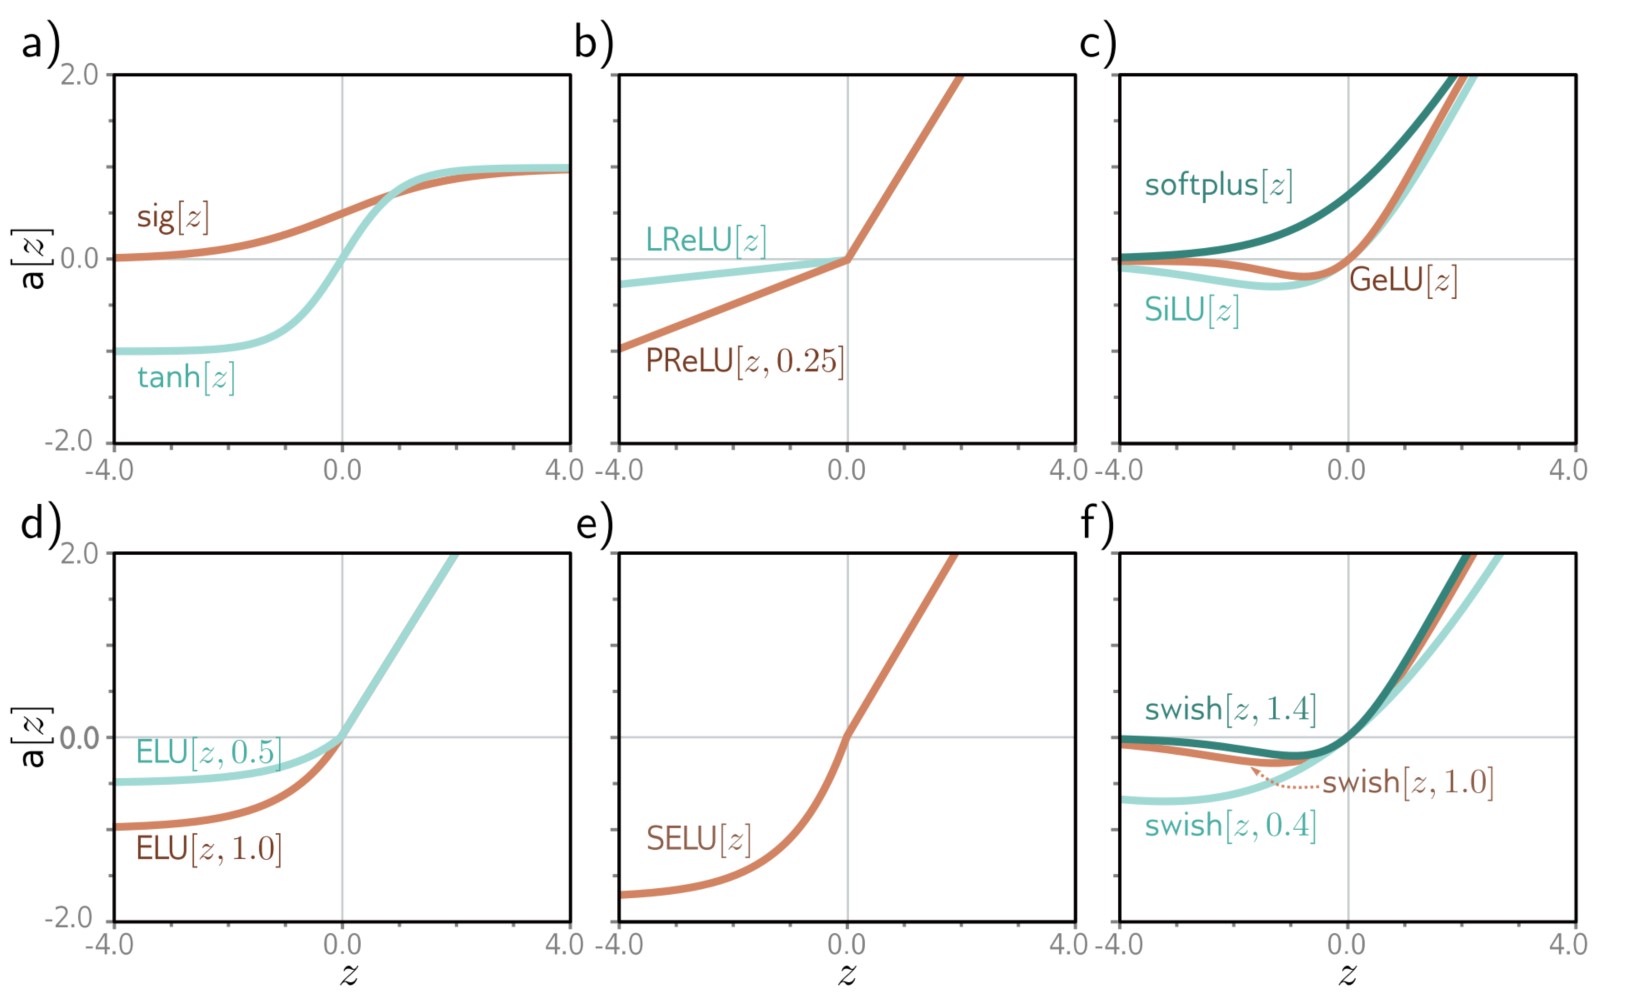 a)
b)
c)
2.0
sig[z]
LReLU[z]
softplus[z]
a[z]
0.0
GeLU[z]
SiLU[z]
tanh[z]
PReLU[z, 0.25]
-2.0
-4.0 0.0 4.0
-4.0 0.0 4.0
-4.0 0.0 4.0
d)
e)
f)
2.0
swish[z, 1.4]
a[z]
0.0
ELU[z, 0.5]
swish[z, 1.0]
ELU[z, 1.0]
SELU[z]
swish[z, 0.4]
-2.0
-4.0 0.0 4.0
-4.0 0.0 4.0
-4.0 0.0 4.0
z
z
z